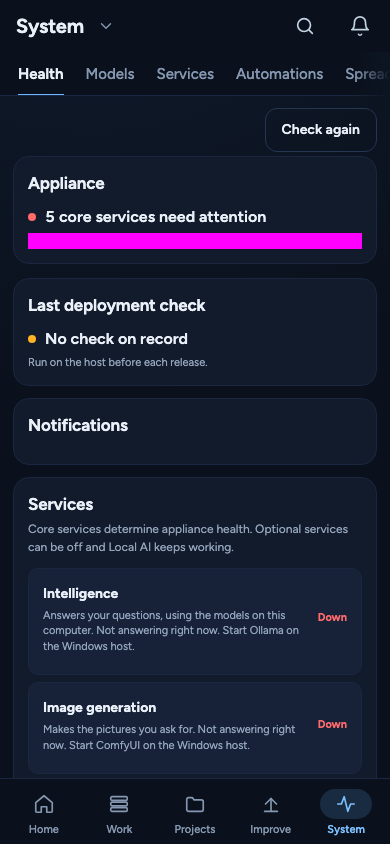 System
Health Models Services Automations
Check again
Appliance
5 core services need attention
Last deployment check
No check on record
Run on the host before each release.
Notifications
Services
Core services determine appliance health. Optional services
can be off and Local AI keeps working.
Intelligence
Answers your questions, using the models on this
computer. Not answering right now. Start Ollama on
the Windows host.
Down
Image generation
Makes the pictures you ask for. Not answering right
now. Start ComfyUI on the Windows host.
Down
Home Work Projects Improve System